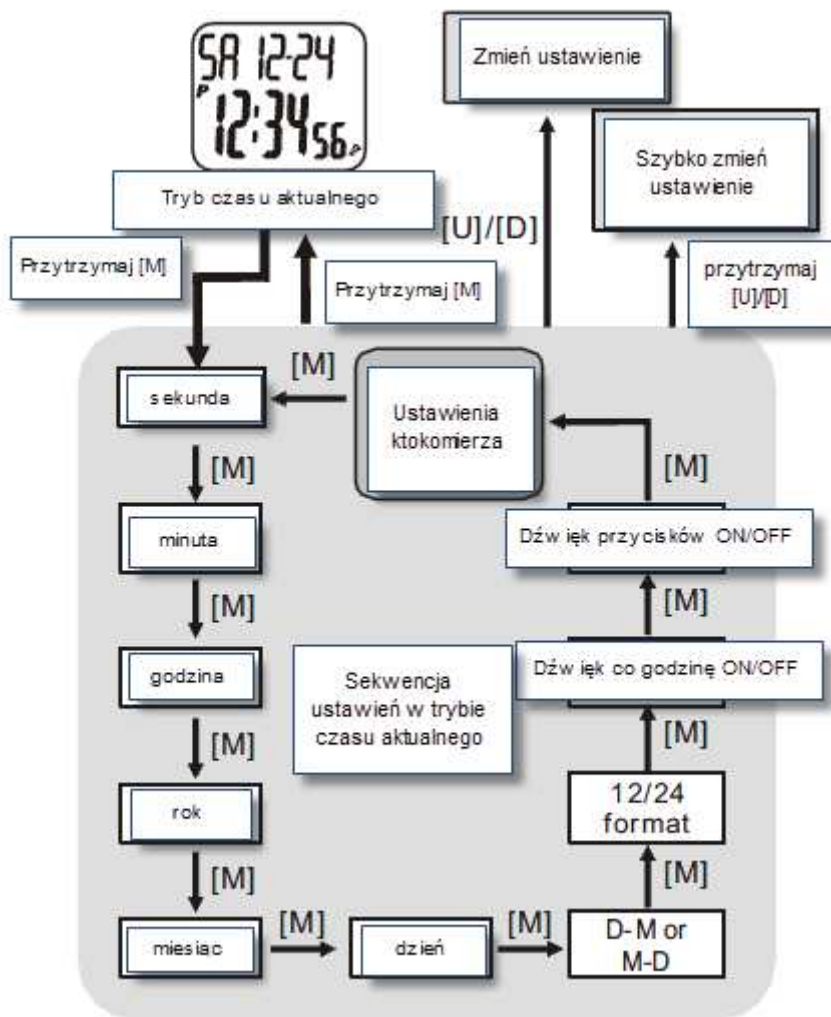 SA 12-24
P 12:34 56 P
Tryb czasu aktualnego
Zmień ustawienie
Szybko zmień
ustawienie
Przytrzymaj [M]
Przytrzymaj [M]
[U]/[D]
przytrzymaj
[U]/[D]
sekunda
[M]
Ustawienia
ktokomierza
[M]
minuta
[M]
godzina
[M]
rok
[M]
miesiąc
[M]
dzień
[M]
D-M or
M-D
[M]
12/24
format
[M]
Dźwięk co godzinę ON/OFF
[M]
Dźwięk przycisków ON/OFF
[M]
Sekwencja
ustawień w trybie
czasu aktualnego